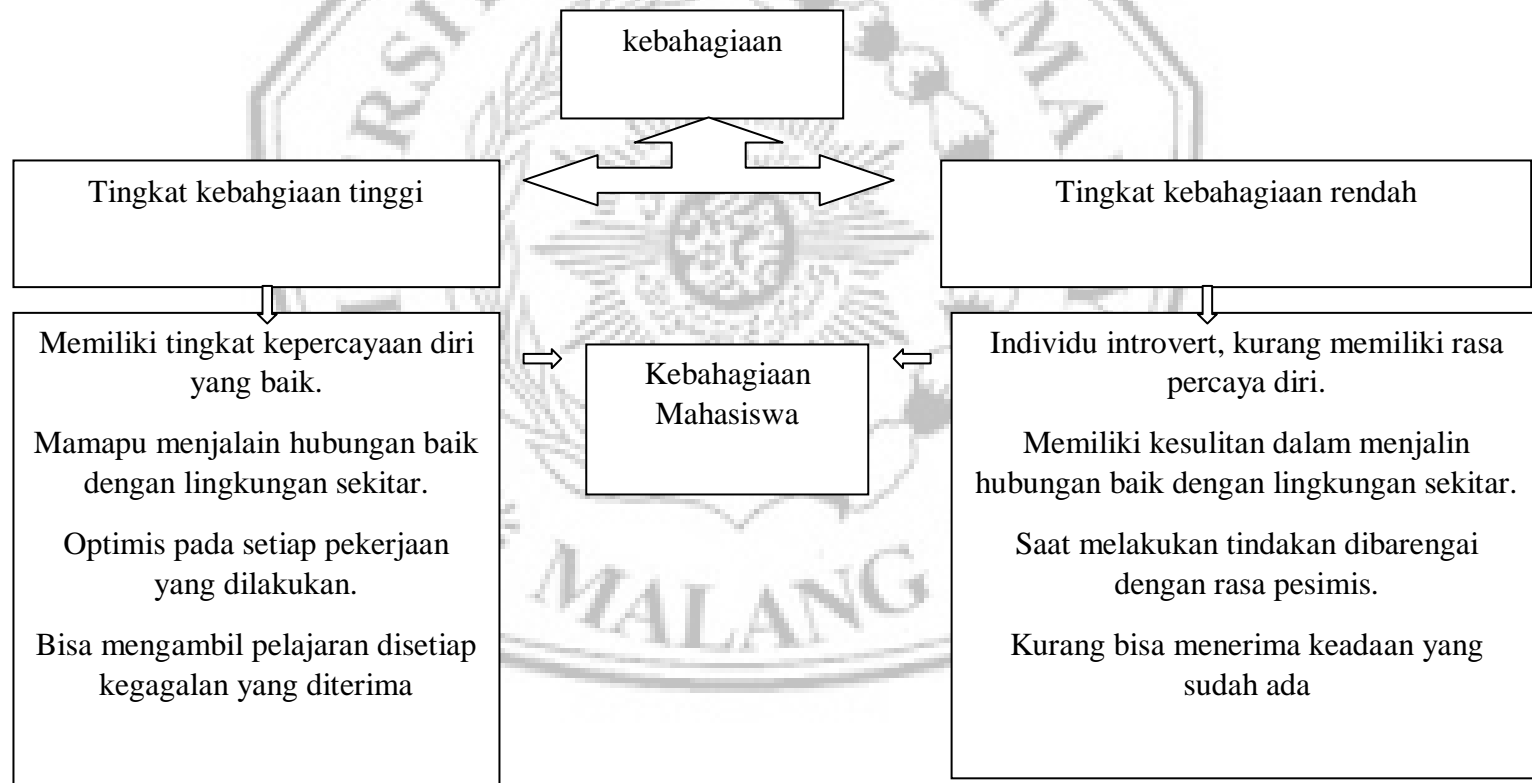 kebahagiaan
Tingkat kebahgiaan tinggi
Tingkat kebahagiaan rendah
Memiliki tingkat kepercayaan diri
yang baik.
Mamapu menjalain hubungan baik
dengan lingkungan sekitar.
Optimis pada setiap pekerjaan
yang dilakukan.
Bisa mengambil pelajaran disetiap
kegagalan yang diterima
Kebahagiaan
Mahasiswa
Individu introvert, kurang memiliki rasa
percaya diri.
Memiliki kesulitan dalam menjalin
hubungan baik dengan lingkungan sekitar.
Saat melakukan tindakan dibarengai
dengan rasa pesimis.
Kurang bisa menerima keadaan yang
sudah ada
MALANG